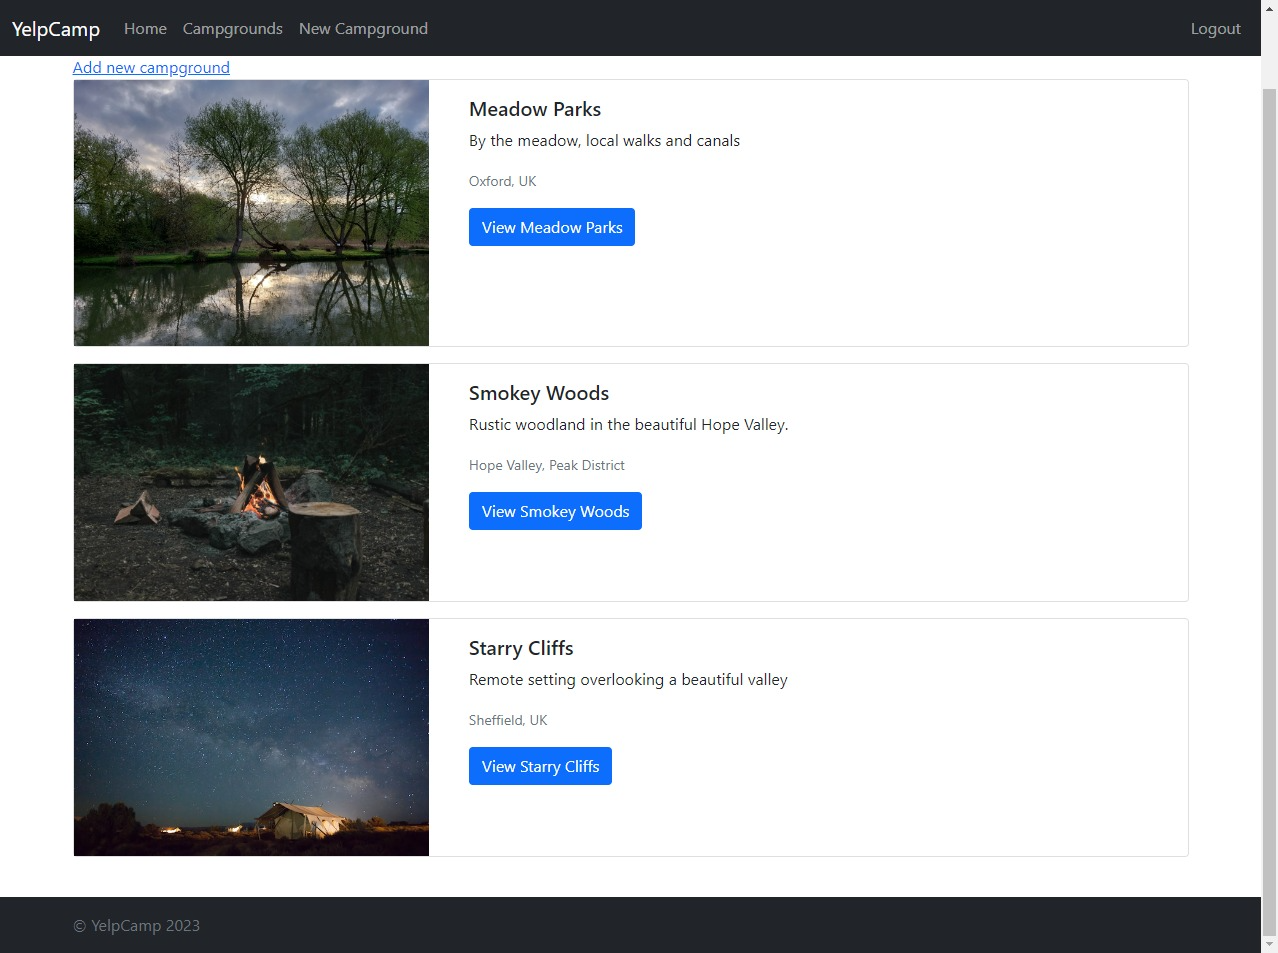 YelpCamp Home Campgrounds New Campground Logout
Add new campground
Meadow Parks
By the meadow, local walks and canals
Oxford, UK
View Meadow Parks
Smokey Woods
Rustic woodland in the beautiful Hope Valley.
Hope Valley, Peak District
View Smokey Woods
Starry Cliffs
Remote setting overlooking a beautiful valley
Sheffield, UK
View Starry Cliffs
© YelpCamp 2023